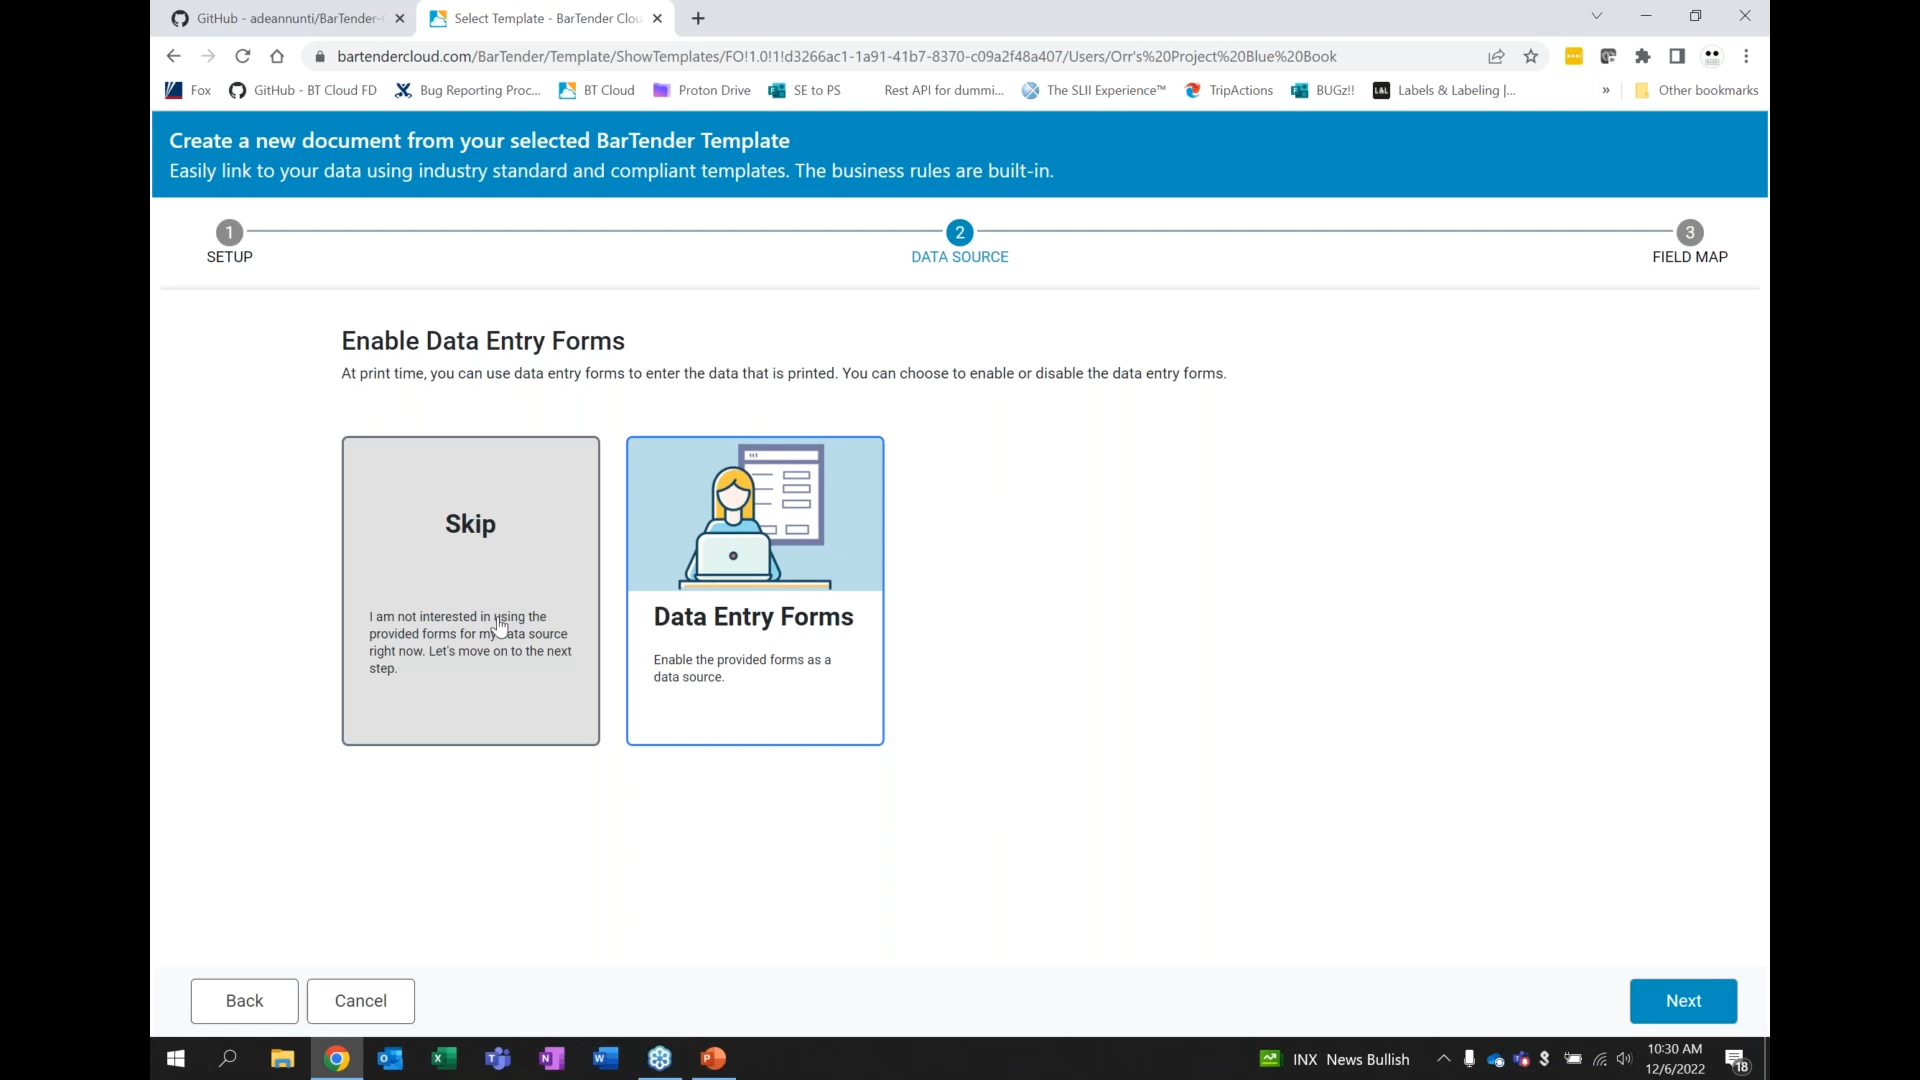 GitHub - adeannunti/BarTender-
Select Template - BarTender Clou
bartendercloud.com/BarTender/Template/ShowTemplates/FO!1.0!1!d3266ac1-1a91-41b7-8370-c09a2f48a407/Users/Orr's%20Project%20Blue%20Book
Fox
GitHub - BT Cloud FD
Bug Reporting Proc...
BT Cloud
Proton Drive
SE to PS
Rest API for dummi...
The SLII Experience™
TripActions
BUGz!!
L&L
Labels & Labeling |...
»
Other bookmarks
Create a new document from your selected BarTender Template
Easily link to your data using industry standard and compliant templates. The business rules are built-in.
1
SETUP
2
DATA SOURCE
3
FIELD MAP
Enable Data Entry Forms
At print time, you can use data entry forms to enter the data that is printed. You can choose to enable or disable the data entry forms.
Skip
I am not interested in using the
provided forms for my data source
right now. Let's move on to the next
step.
Data Entry Forms
Enable the provided forms as a
data source.
Back
Cancel
Next
INX News Bullish
10:30 AM
12/6/2022
18